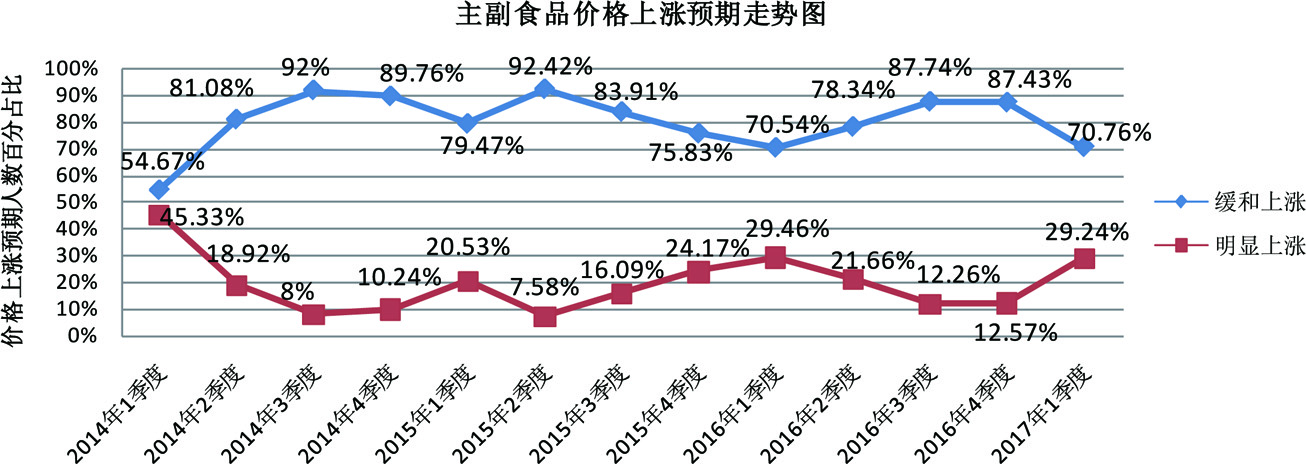 主副食品价格上涨预期走势图
价格上涨预期人数百分占比
100%
90%
80%
70%
60%
50%
40%
30%
20%
10%
0%
54.67%
81.08%
92%
89.76%
79.47%
92.42%
83.91%
75.83%
70.54%
78.34%
87.74%
87.43%
70.76%
45.33%
18.92%
8%
10.24%
20.53%
7.58%
16.09%
24.17%
29.46%
21.66%
12.26%
12.57%
29.24%
2014年1季度
2014年2季度
2014年3季度
2014年4季度
2015年1季度
2015年2季度
2015年3季度
2015年4季度
2016年1季度
2016年2季度
2016年3季度
2016年4季度
2017年1季度
缓和上涨
明显上涨